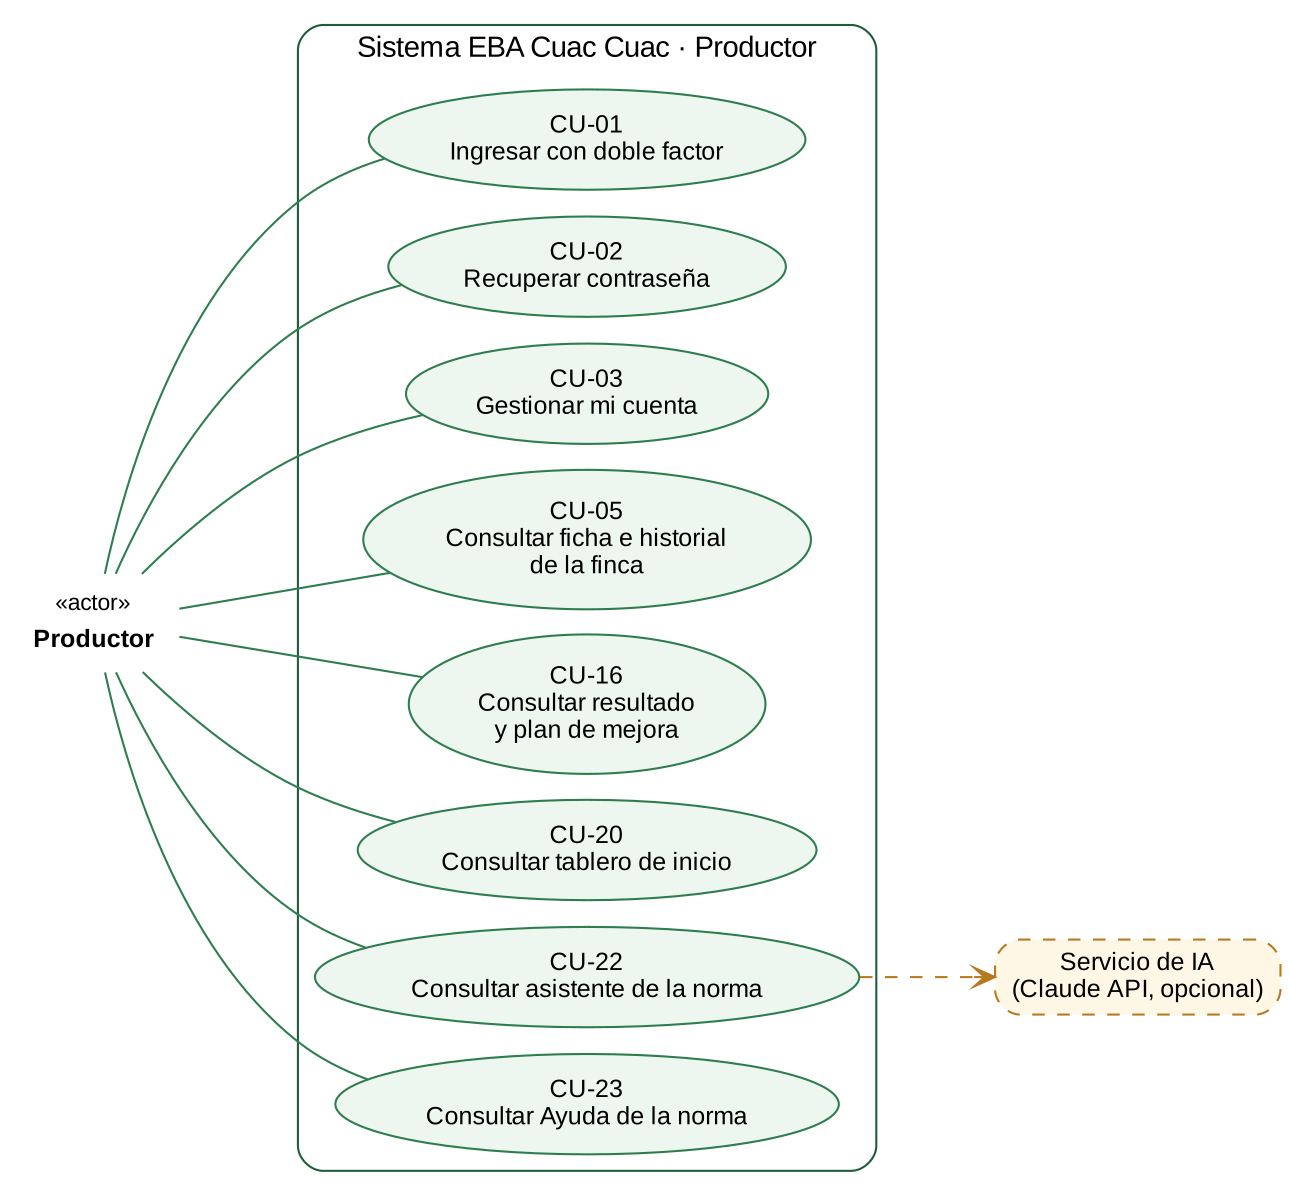 Sistema EBA Cuac Cuac · Productor
CU-01
Ingresar con doble factor
CU-02
Recuperar contraseña
CU-03
Gestionar mi cuenta
CU-05
Consultar ficha e historial
de la finca
«actor»
Productor
CU-16
Consultar resultado
y plan de mejora
CU-20
Consultar tablero de inicio
CU-22
Consultar asistente de la norma
Servicio de IA
(Claude API, opcional)
CU-23
Consultar Ayuda de la norma